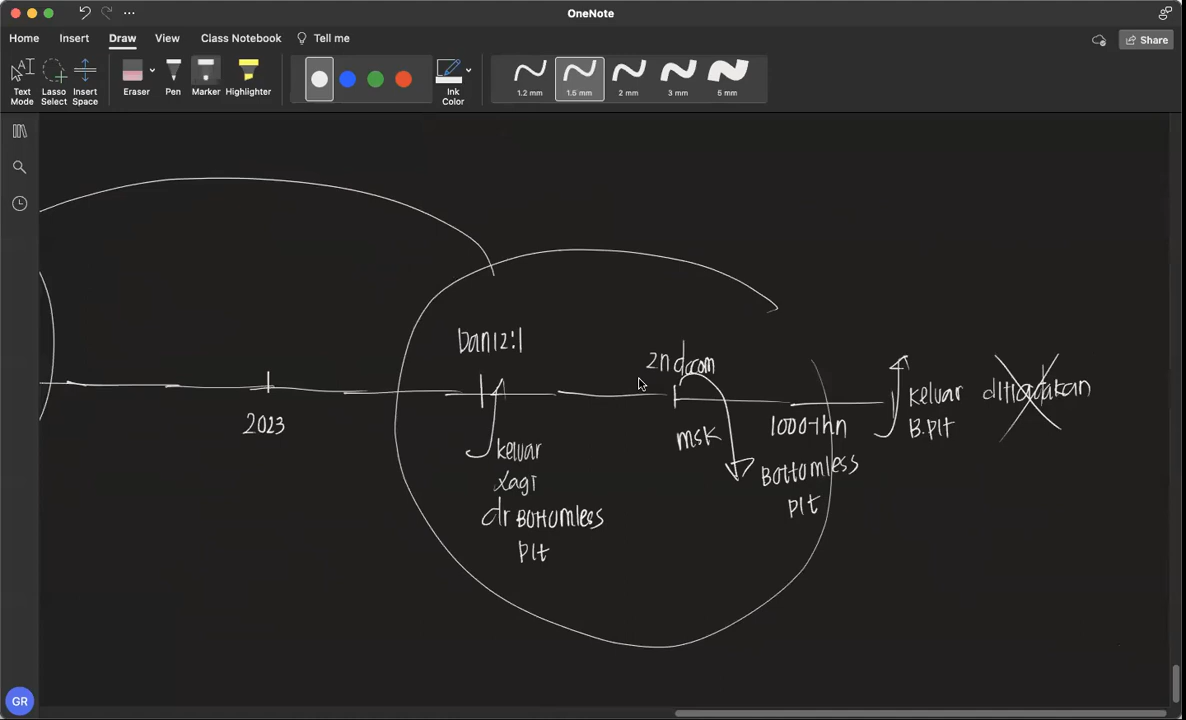 OneNote
Home Insert Draw View Class Notebook Tell me
Share
Text Mode
Lasso Select
Insert Space
Eraser
Pen
Marker
Highlighter
Ink Color
1.2 mm
1.5 mm
2 mm
3 mm
5 mm
Dan12:1
2nd com
2023
keluar
lagi
dr Bottomless
pit
msk
1000 thn
Bottomless
pit
keluar
B.pit
ditiadakan
GR